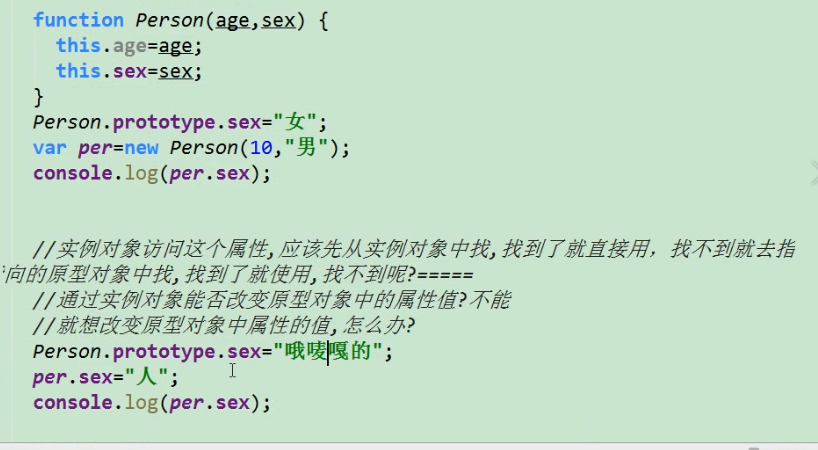 function Person(age,sex) {
this.age=age;
this.sex=sex;
}
Person.prototype.sex="女";
var per=new Person(10,"男");
console.log(per.sex);
//实例对象访问这个属性,应该先从实例对象中找,找到了就直接用，找不到就去指
向的原型对象中找,找到了就使用,找不到呢?=====
//通过实例对象能否改变原型对象中的属性值?不能
//就想改变原型对象中属性的值,怎么办?
Person.prototype.sex="哦唛嘎的";
per.sex="人";
console.log(per.sex);